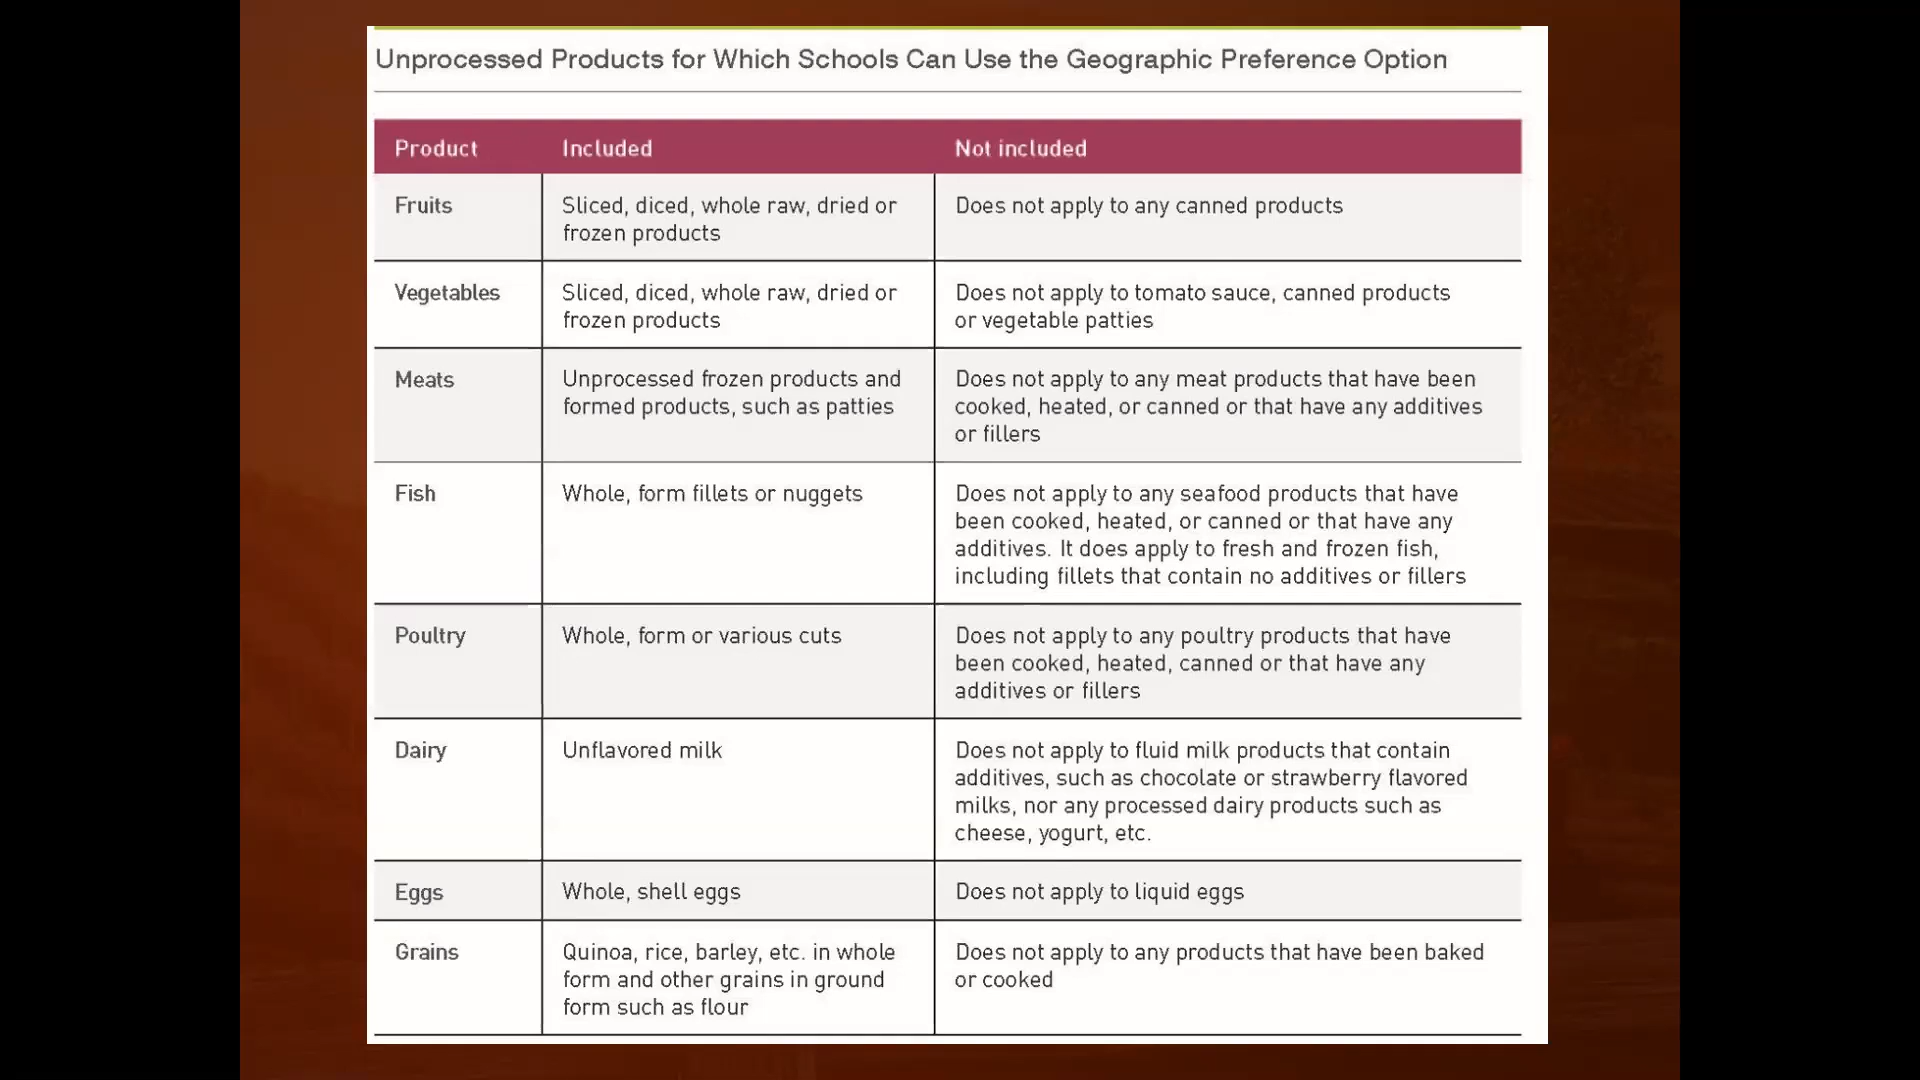 Unprocessed Products for Which Schools Can Use the Geographic Preference Option
Product
Included
Not included
Fruits
Sliced, diced, whole raw, dried or
frozen products
Does not apply to any canned products
Vegetables
Sliced, diced, whole raw, dried or
frozen products
Does not apply to tomato sauce, canned products
or vegetable patties
Meats
Unprocessed frozen products and
formed products, such as patties
Does not apply to any meat products that have been
cooked, heated, or canned or that have any additives
or fillers
Fish
Whole, form fillets or nuggets
Does not apply to any seafood products that have
been cooked, heated, or canned or that have any
additives. It does apply to fresh and frozen fish,
including fillets that contain no additives or fillers
Poultry
Whole, form or various cuts
Does not apply to any poultry products that have
been cooked, heated, canned or that have any
additives or fillers
Dairy
Unflavored milk
Does not apply to fluid milk products that contain
additives, such as chocolate or strawberry flavored
milks, nor any processed dairy products such as
cheese, yogurt, etc.
Eggs
Whole, shell eggs
Does not apply to liquid eggs
Grains
Quinoa, rice, barley, etc. in whole
form and other grains in ground
form such as flour
Does not apply to any products that have been baked
or cooked